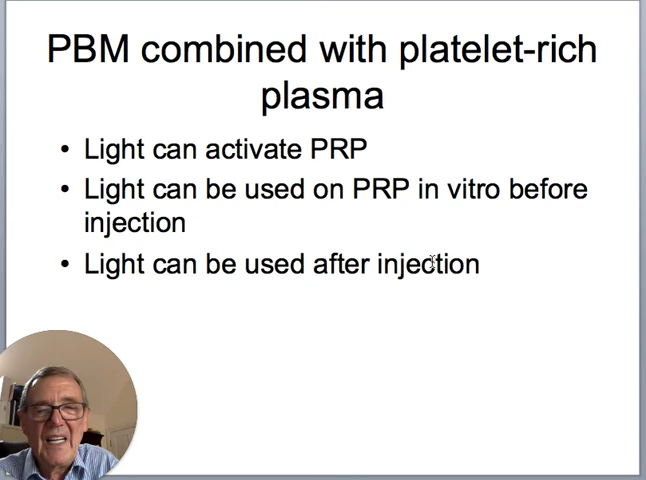 PBM combined with platelet-rich
plasma
• Light can activate PRP
• Light can be used on PRP in vitro before
injection
• Light can be used after injection